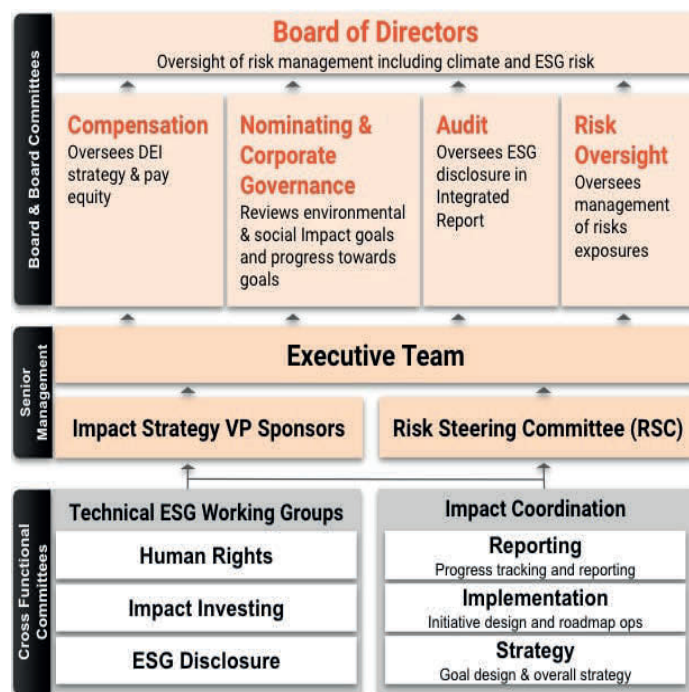 Board of Directors
Oversight of risk management including climate and ESG risk
Board & Board Committees
Compensation
Oversees DEI
strategy & pay
equity
Nominating &
Corporate
Governance
Reviews environmental
& social Impact goals
and progress towards
goals
Audit
Oversees ESG
disclosure in
Integrated
Report
Risk
Oversight
Oversees
management
of risks
exposures
Senior
Management
Executive Team
Impact Strategy VP Sponsors
Risk Steering Committee (RSC)
Cross Functional
Committees
Technical ESG Working Groups
Human Rights
Impact Investing
ESG Disclosure
Impact Coordination
Reporting
Progress tracking and reporting
Implementation
Initiative design and roadmap ops
Strategy
Goal design & overall strategy